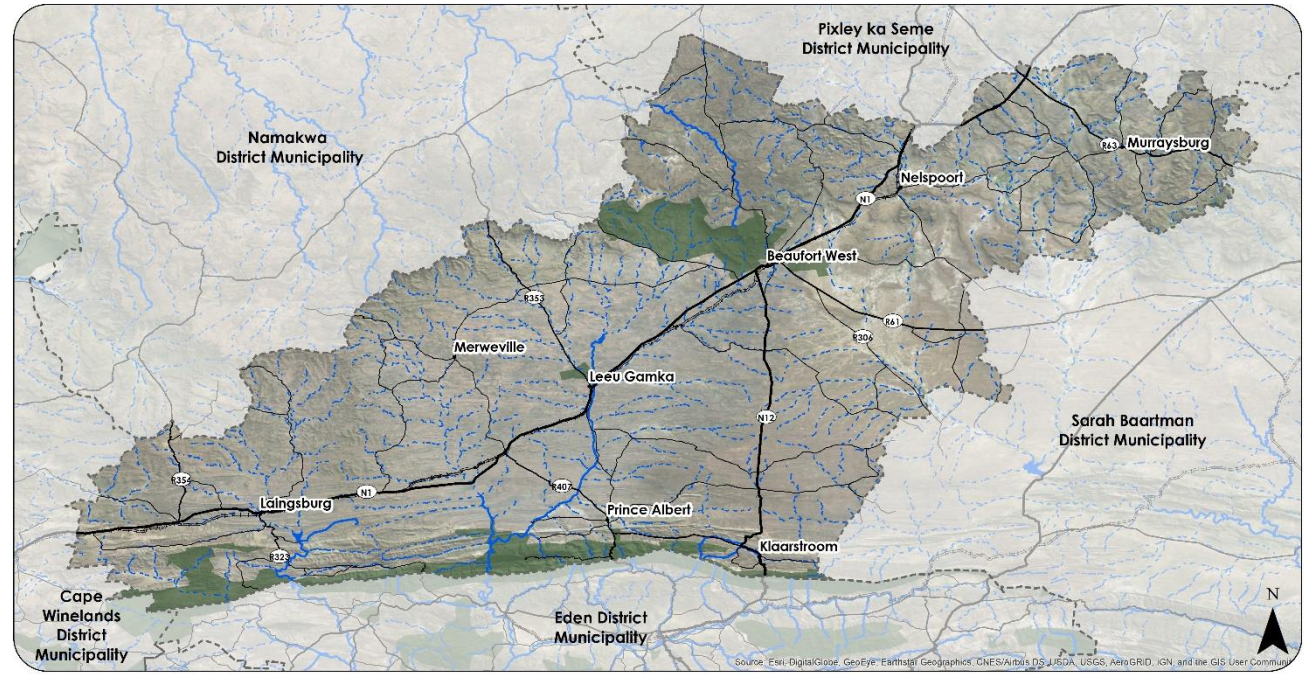 Pixley ka Seme
District Municipality
Namakwa
District Municipality
R63
Murraysburg
Nelspoort
N1
Beaufort West
R353
R61
R306
Merweville
Leeu Gamka
N12
Sarah Baartman
District Municipality
R354
Laingsburg
N1
R407
Prince Albert
Klaarstroom
R323
Cape
Winelands
District
Municipality
Eden District
Municipality
N
Source: Esri, DigitalGlobe, GeoEye, Earthstar Geographics, CNES/Airbus DS, USDA, USGS, AeroGRID, IGN, and the GIS User Communi